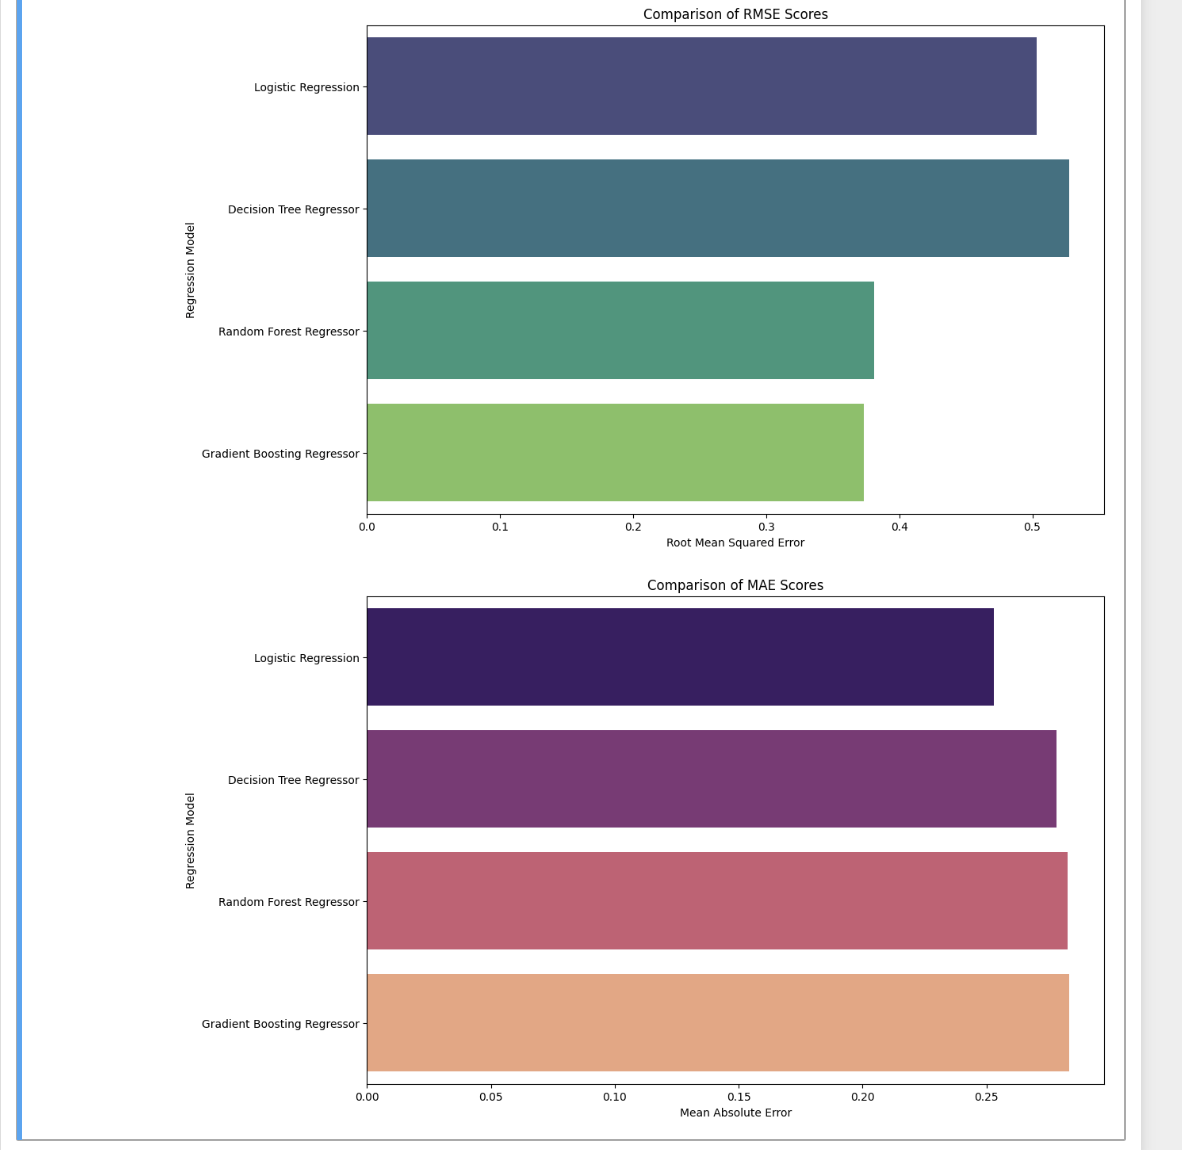 Comparison of RMSE Scores
Logistic Regression
Decision Tree Regressor
Regression Model
Random Forest Regressor
Gradient Boosting Regressor
0.0 0.1 0.2 0.3 0.4 0.5
Root Mean Squared Error
Comparison of MAE Scores
Logistic Regression
Decision Tree Regressor
Regression Model
Random Forest Regressor
Gradient Boosting Regressor
0.00 0.05 0.10 0.15 0.20 0.25
Mean Absolute Error